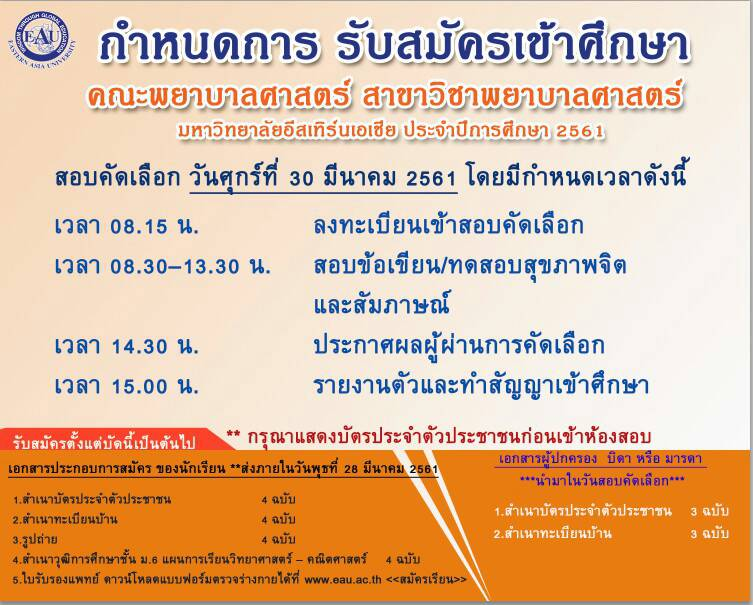 EAU
EASTERN ASIA UNIVERSITY
กำหนดการ รับสมัครเข้าศึกษา
คณะพยาบาลศาสตร์ สาขาวิชาพยาบาลศาสตร์
มหาวิทยาลัยอีสเทิร์นเอเชีย ประจำปีการศึกษา 2561
สอบคัดเลือก วันศุกร์ที่ 30 มีนาคม 2561 โดยมีกำหนดเวลาดังนี้
เวลา 08.15 น. ลงทะเบียนเข้าสอบคัดเลือก
เวลา 08.30–13.30 น. สอบข้อเขียน/ทดสอบสุขภาพจิต
และสัมภาษณ์
เวลา 14.30 น. ประกาศผลผู้ผ่านการคัดเลือก
เวลา 15.00 น. รายงานตัวและทำสัญญาเข้าศึกษา
รับสมัครตั้งแต่บัดนี้เป็นต้นไป
** กรุณาแสดงบัตรประจำตัวประชาชนก่อนเข้าห้องสอบ
เอกสารประกอบการสมัคร ของนักเรียน **ส่งภายในวันพุธที่ 28 มีนาคม 2561
1.สำเนาบัตรประจำตัวประชาชน 4 ฉบับ
2.สำเนาทะเบียนบ้าน 4 ฉบับ
3.รูปถ่าย 4 ฉบับ
4.สำเนาวุฒิการศึกษาชั้น ม.6 แผนการเรียนวิทยาศาสตร์ – คณิตศาสตร์ 4 ฉบับ
5.ใบรับรองแพทย์ ดาวน์โหลดแบบฟอร์มตรวจร่างกายได้ที่ www.eau.ac.th <<สมัครเรียน>>
เอกสารผู้ปกครอง บิดา หรือ มารดา
***นำมาในวันสอบคัดเลือก***
1.สำเนาบัตรประจำตัวประชาชน 3 ฉบับ
2.สำเนาทะเบียนบ้าน 3 ฉบับ